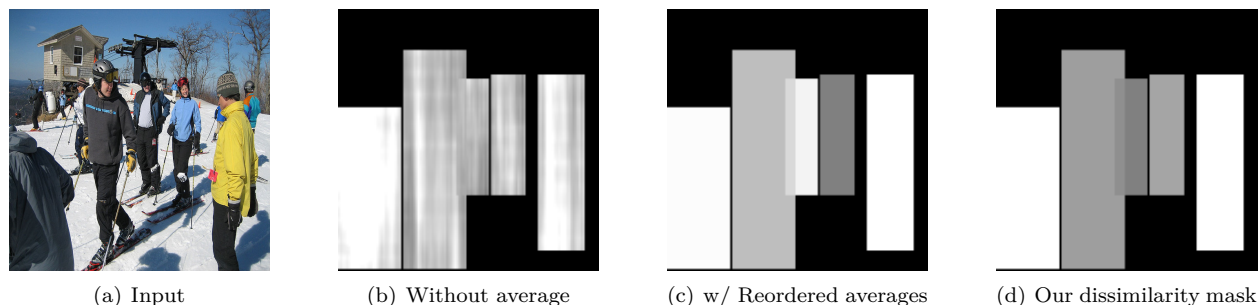 (a) Input
(b) Without average
(c) w/ Reordered averages
(d) Our dissimilarity mask